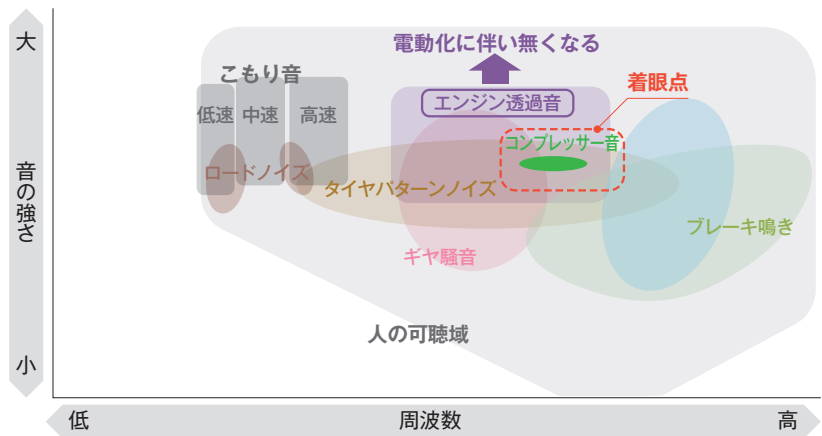 大
音の強さ
小
電動化に伴い無くなる
こもり音
着眼点
エンジン透過音
低速
中速
高速
コンプレッサー音
ロードノイズ
タイヤパターンノイズ
ブレーキ鳴き
ギヤ騒音
人の可聴域
低
周波数
高